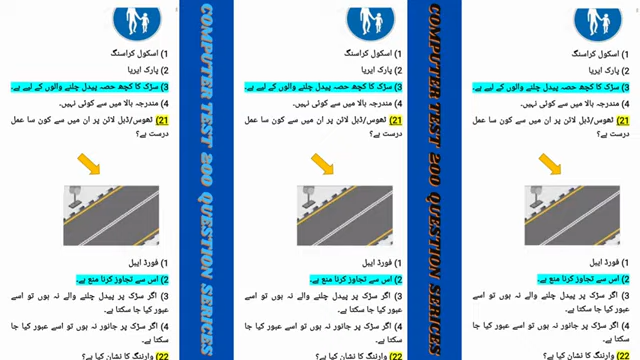 1) اسکول کراسنگ
2) پارک ایریا
3) سڑک کا کچھ حصہ پیدل چلنے والوں کے لیے ہے۔
4) مندرجہ بالا میں سے کوئی نہیں۔
21) ٹھوس/ڈبل لائن پر ان میں سے کون سا عمل
درست ہے؟
1) فورڈ ایبل
2) اس سے تجاوز کرنا منع ہے۔
3) اگر سڑک پر پیدل چلنے والے نہ ہوں تو اسے
عبور کیا جا سکتا ہے۔
4) اگر سڑک پر جانور نہ ہوں تو اسے عبور کیا جا
سکتا ہے۔
22) وارننگ کا نشان کیا ہے؟
COMPUTER TEST 200 QUESTION SERICES
1) اسکول کراسنگ
2) پارک ایریا
3) سڑک کا کچھ حصہ پیدل چلنے والوں کے لیے ہے۔
4) مندرجہ بالا میں سے کوئی نہیں۔
21) ٹھوس/ڈبل لائن پر ان میں سے کون سا عمل
درست ہے؟
1) فورڈ ایبل
2) اس سے تجاوز کرنا منع ہے۔
3) اگر سڑک پر پیدل چلنے والے نہ ہوں تو اسے
عبور کیا جا سکتا ہے۔
4) اگر سڑک پر جانور نہ ہوں تو اسے عبور کیا جا
سکتا ہے۔
22) وارننگ کا نشان کیا ہے؟
COMPUTER TEST 200 QUESTION SERICES
1) اسکول کراسنگ
2) پارک ایریا
3) سڑک کا کچھ حصہ پیدل چلنے والوں کے لیے ہے۔
4) مندرجہ بالا میں سے کوئی نہیں۔
21) ٹھوس/ڈبل لائن پر ان میں سے کون سا عمل
درست ہے؟
1) فورڈ ایبل
2) اس سے تجاوز کرنا منع ہے۔
3) اگر سڑک پر پیدل چلنے والے نہ ہوں تو اسے
عبور کیا جا سکتا ہے۔
4) اگر سڑک پر جانور نہ ہوں تو اسے عبور کیا جا
سکتا ہے۔
22) وارننگ کا نشان کیا ہے؟